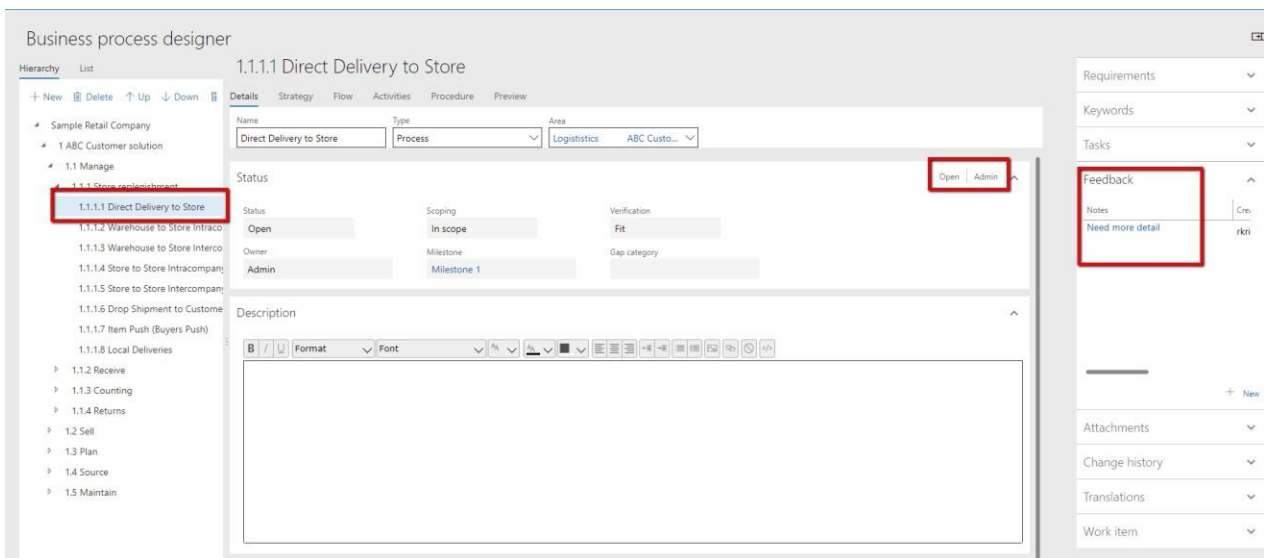 Business process designer
Hierarchy List
New Delete Up Down
Sample Retail Company
1 ABC Customer solution
1.1 Manage
1.1.1 Store replenishment
1.1.1.1 Direct Delivery to Store
1.1.1.2 Warehouse to Store Intraco
1.1.1.3 Warehouse to Store Interco
1.1.1.4 Store to Store Intracompany
1.1.1.5 Store to Store Intercompany
1.1.1.6 Drop Shipment to Custome
1.1.1.7 Item Push (Buyers Push)
1.1.1.8 Local Deliveries
1.1.2 Receive
1.1.3 Counting
1.1.4 Returns
1.2 Sell
1.3 Plan
1.4 Source
1.5 Maintain
1.1.1.1 Direct Delivery to Store
Details Strategy Flow Activities Procedure Preview
Name Type Area
Direct Delivery to Store Process Logististics ABC Custo...
Status Open Admin
Status Scoping Verification
Open In scope Fit
Owner Milestone Gap category
Admin Milestone 1
Description
B I U Format Font
Requirements
Keywords
Tasks
Feedback
Notes Cre
Need more detail rkri
+ New
Attachments
Change history
Translations
Work item